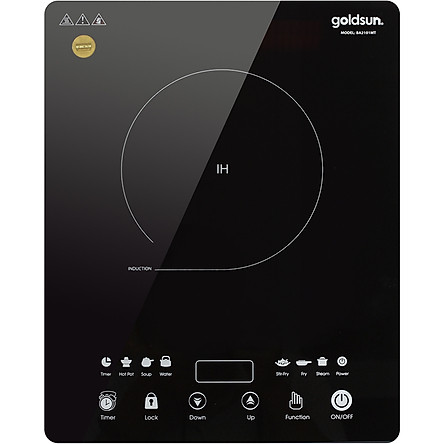 goldsun.
MODEL: BA2101MT
IH
INDUCTION
Timer Hot Pot Soup Water Stir-Fry Fry Steam Power
Timer Lock Down Up Function ON/OFF